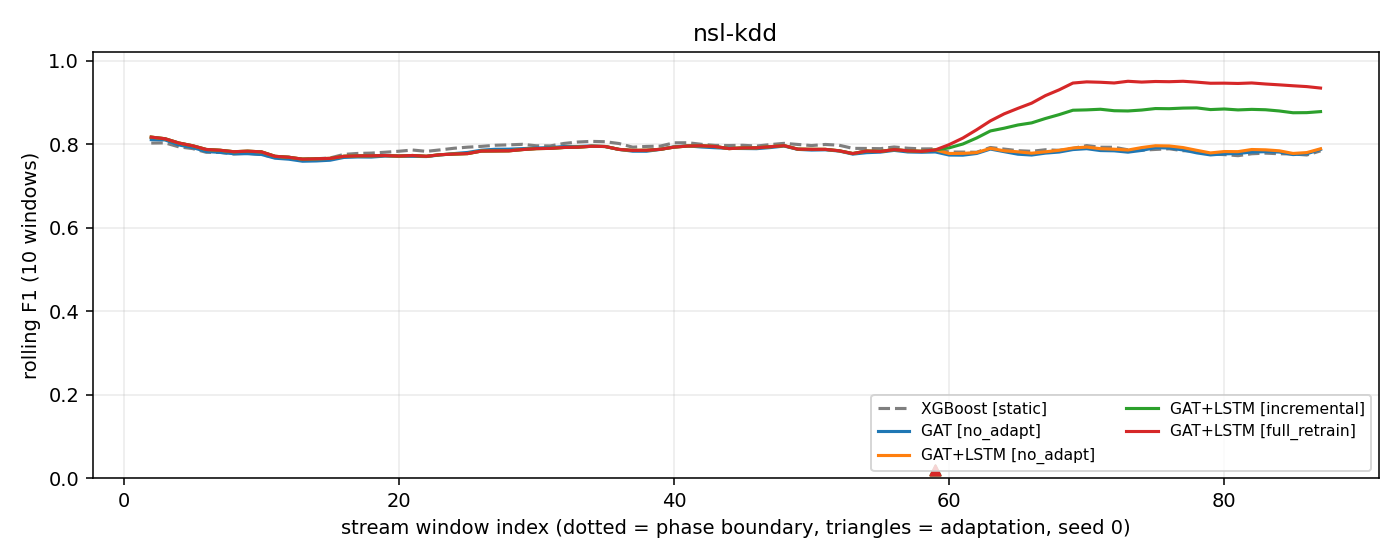 nsl-kdd
rolling F1 (10 windows)
1.0
0.8
0.6
0.4
0.2
0.0
XGBoost [static]
GAT [no_adapt]
GAT+LSTM [no_adapt]
GAT+LSTM [incremental]
GAT+LSTM [full_retrain]
0 20 40 60 80
stream window index (dotted = phase boundary, triangles = adaptation, seed 0)